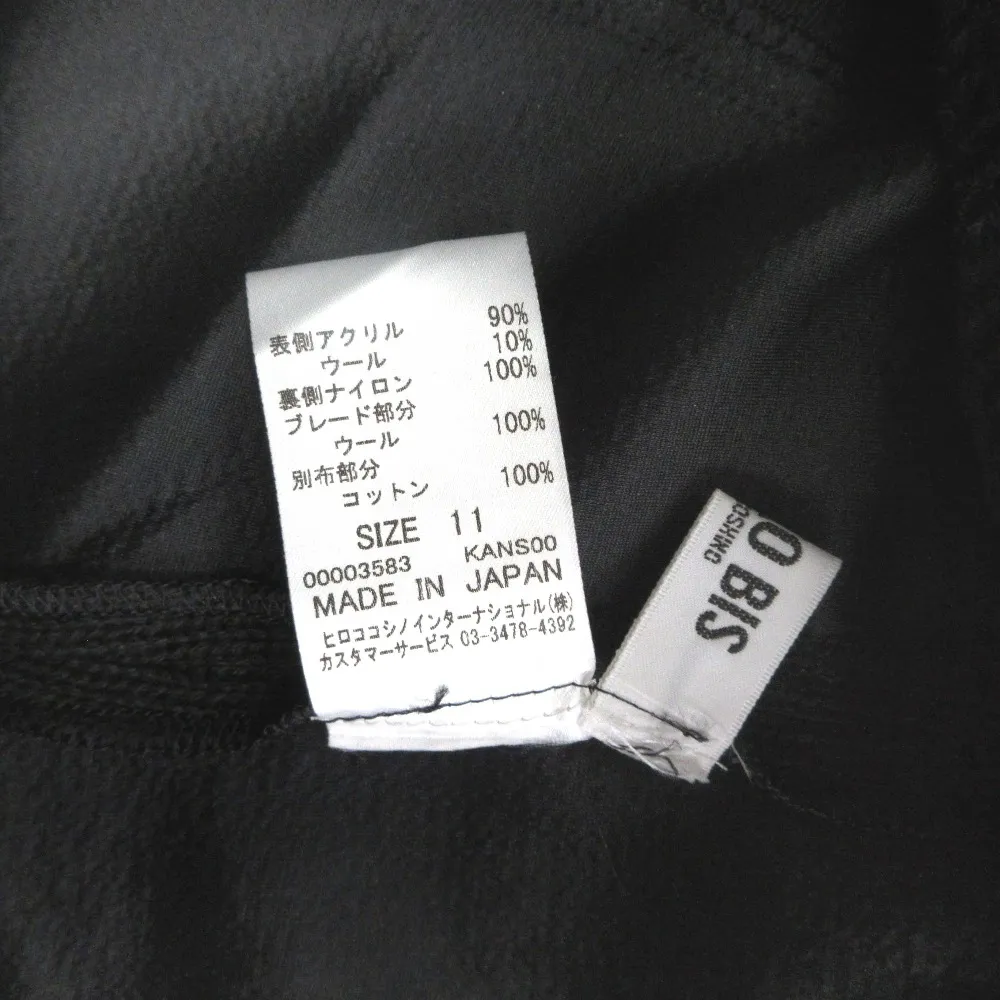 表側アクリル 90%
ウール 10%
裏側ナイロン 100%
ブレード部分
ウール 100%
別布部分
コットン 100%
SIZE 11
00003583 KANSOO
MADE IN JAPAN
ヒロココシノインターナショナル(株)
カスタマーサービス 03-3478-4392
O BIS
OSHINO